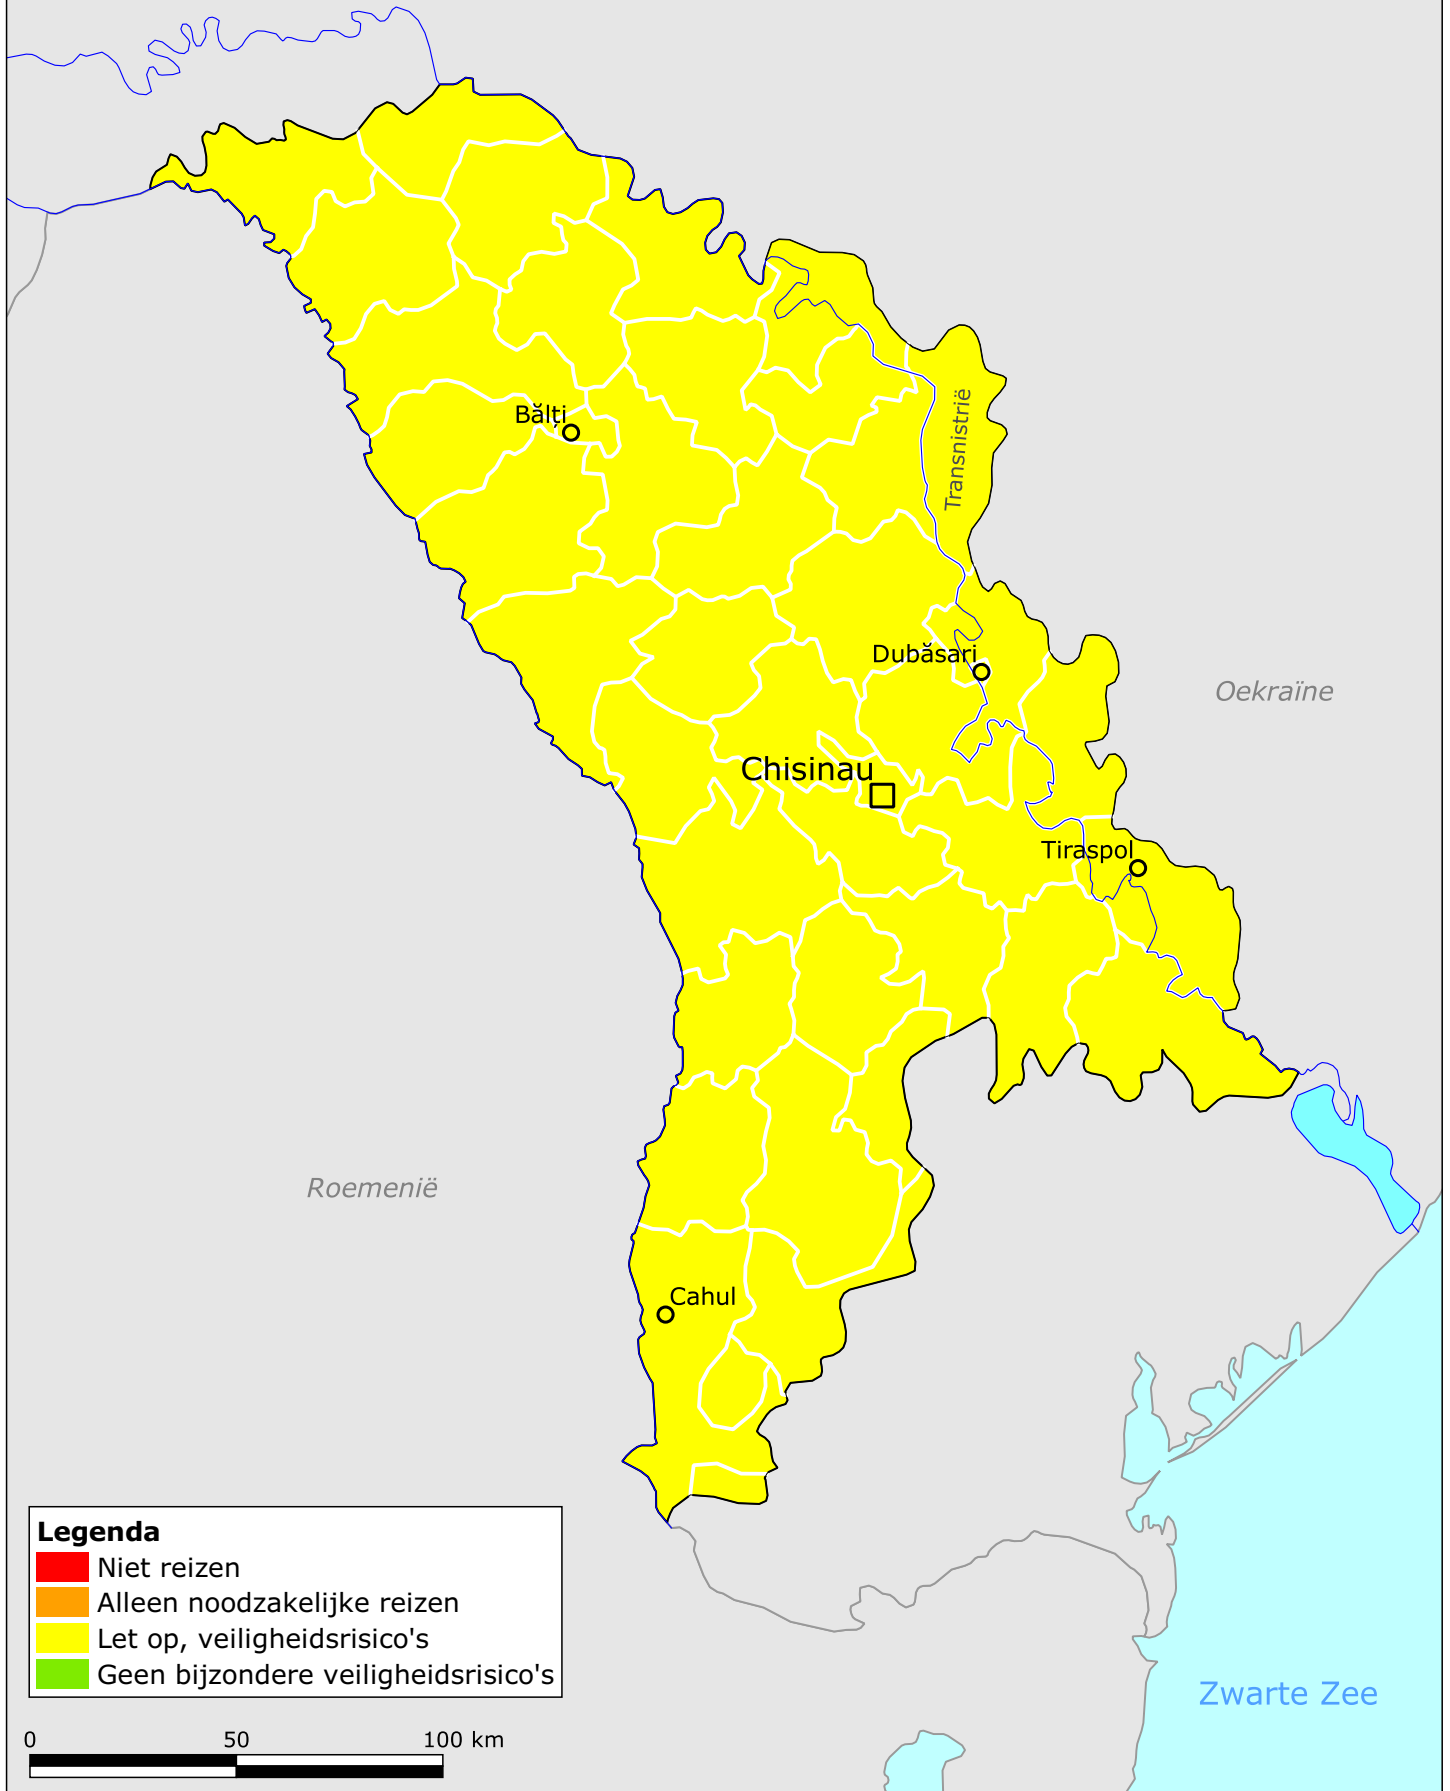 Bălți
Transnistrië
Dubăsari
Oekraïne
Chisinau
Tiraspol
Roemenië
Cahul
Legenda
Niet reizen
Alleen noodzakelijke reizen
Let op, veiligheidsrisico's
Geen bijzondere veiligheidsrisico's
Zwarte Zee
0 50 100 km